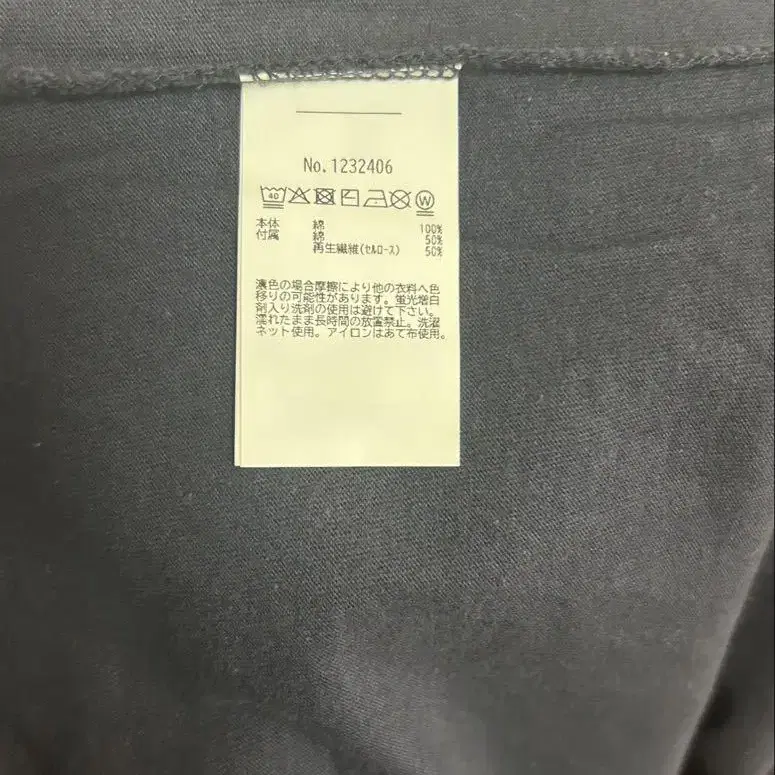 No.1232406
40 W
本体 綿 100%
付属 綿 50%
再生繊維(セルロース) 50%
濃色の場合摩擦により他の衣料へ色
移りの可能性があります。蛍光増白
剤入り洗剤の使用は避けて下さい。
濡れたまま長時間の放置禁止。洗濯
ネット使用。アイロンはあて布使用。